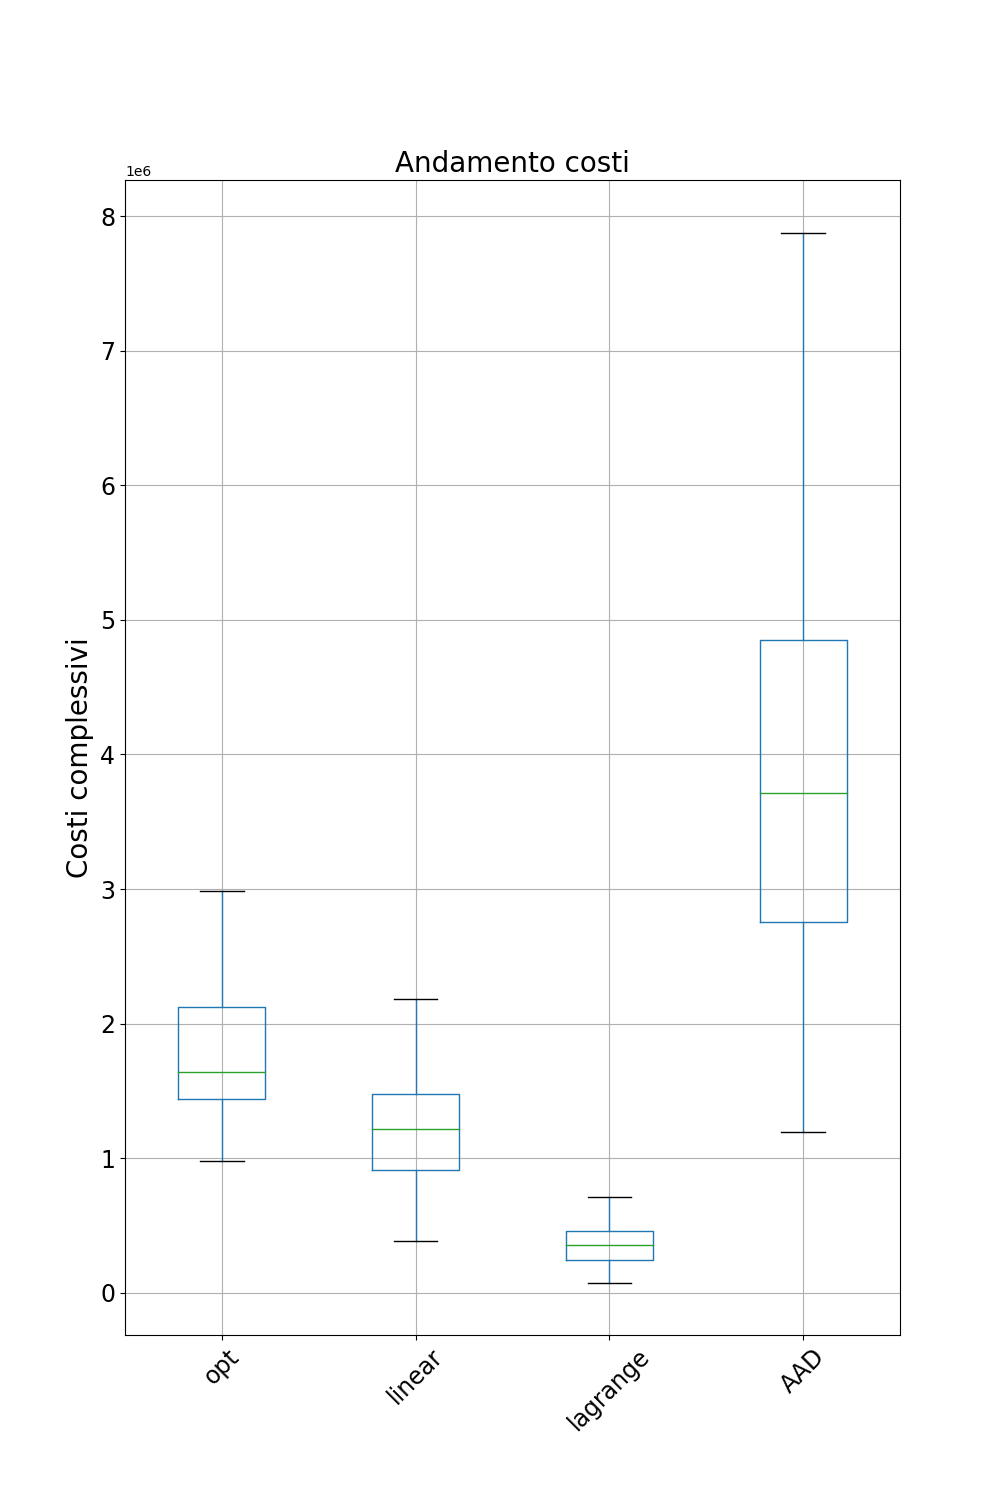 Andamento costi
1e6
8
7
6
5
4
3
2
1
0
Costi complessivi
opt
linear
lagrange
AAD